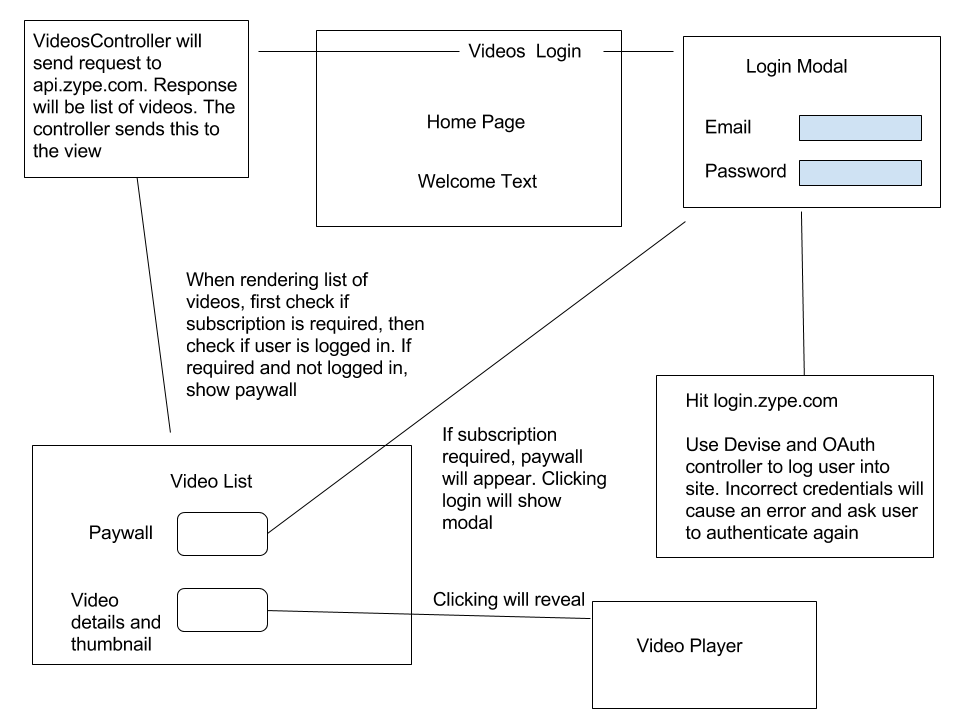 VideosController will
send request to
api.zype.com. Response
will be list of videos. The
controller sends this to
the view
Videos  Login
Home Page
Welcome Text
Login Modal
Email
Password
When rendering list of
videos, first check if
subscription is required, then
check if user is logged in. If
required and not logged in,
show paywall
If subscription
required, paywall
will appear. Clicking
login will show
modal
Hit login.zype.com
Use Devise and OAuth
controller to log user into
site. Incorrect credentials will
cause an error and ask user
to authenticate again
Video List
Paywall
Video
details and
thumbnail
Clicking will reveal
Video Player